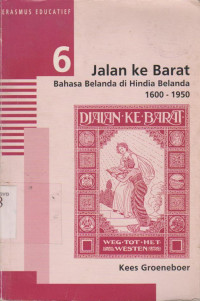 ERASMUS EDUCATIEF
6
Jalan ke Barat
Bahasa Belanda di Hindia Belanda
1600 - 1950
DJALAN·KE·BARAT
WEG·TOT·HET
WESTEN
Kees Groeneboer